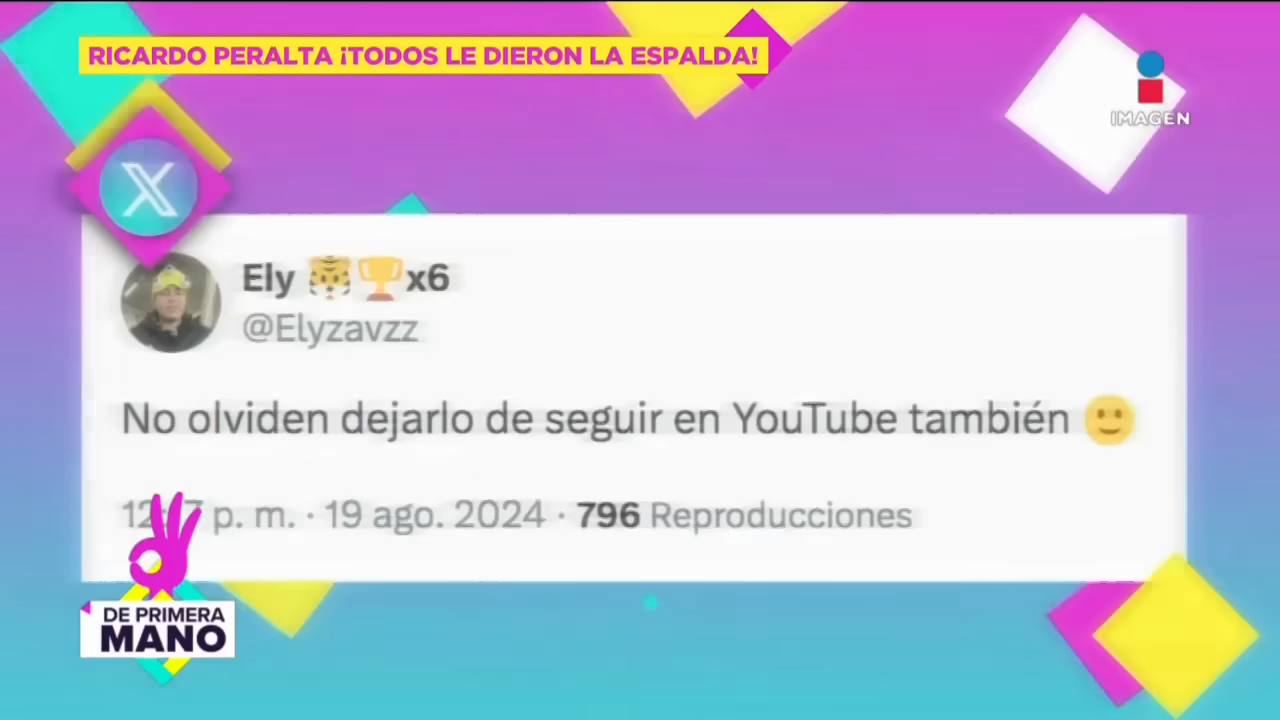 RICARDO PERALTA ¡TODOS LE DIERON LA ESPALDA!
IMAGEN
X
Ely 🐯🏆x6
@Elyzavzz
No olviden dejarlo de seguir en YouTube también 🙂
p. m. · 19 ago. 2024 · 796 Reproducciones
DE PRIMERA
MANO